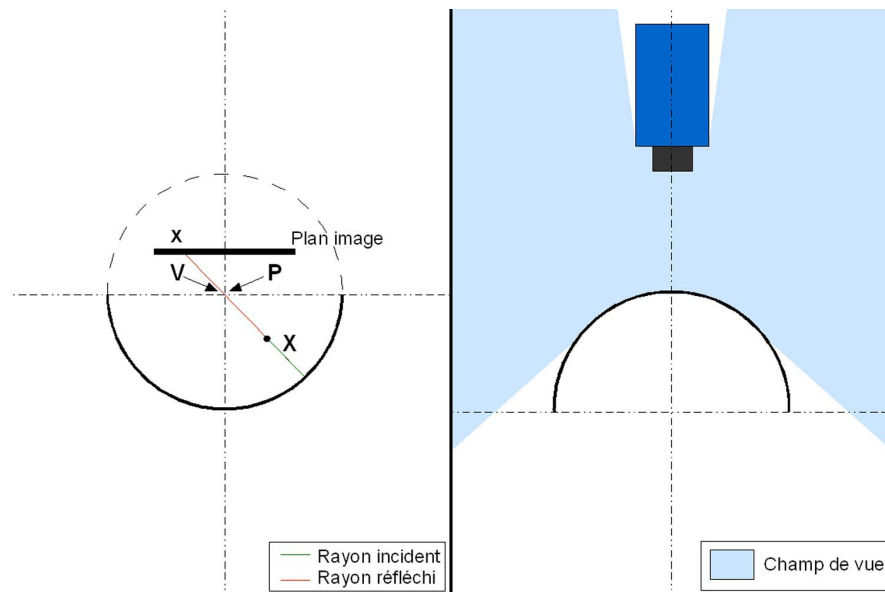 x
Plan image
V
P
X
Rayon incident
Rayon réfléchi
Champ de vue